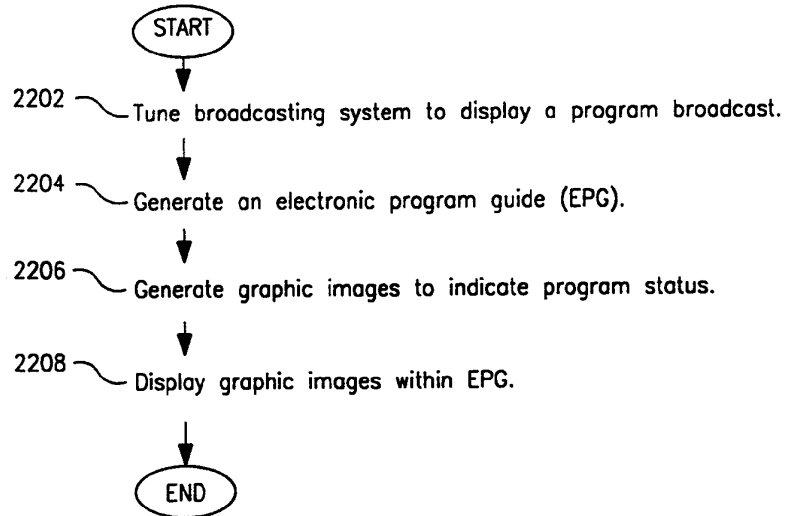 START
2202 Tune broadcasting system to display a program broadcast.
2204 Generate an electronic program guide (EPG).
2206 Generate graphic images to indicate program status.
2208 Display graphic images within EPG.
END